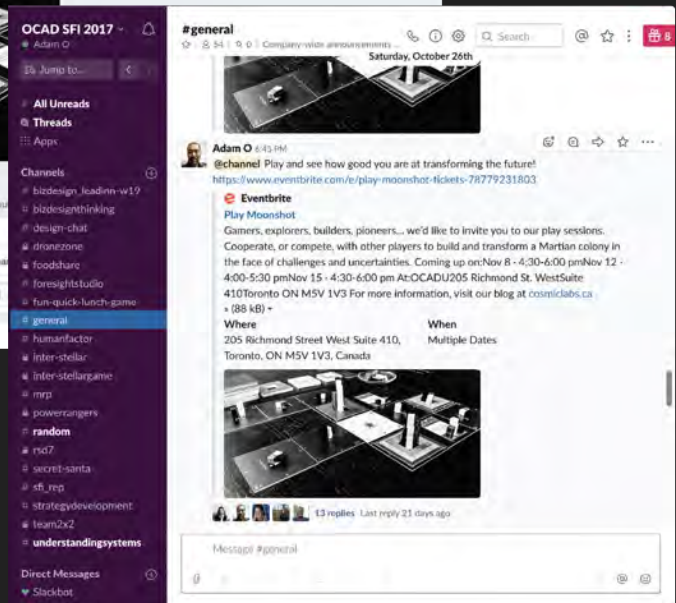 OCAD SFI 2017
Adam O
Jump to...
All Unreads
Threads
Apps
Channels
# bizdesign_leadinn-w19
# bizdesignthinking
# design-chat
dronezone
foodshare
# foresightstudio
# fun-quick-lunch-game
# general
# humanfactor
inter-stellar
inter-stellargame
# mrp
powerrangers
# random
rsd7
# secret-santa
# sfi_rep
# strategydevelopment
team2x2
# understandingsystems
Direct Messages
Slackbot
#general
54 | 0 | Company-wide announcements ...
Search
8
Saturday, October 26th
Adam O 6:45 PM
@channel Play and see how good you are at transforming the future!
https://www.eventbrite.com/e/play-moonshot-tickets-78779231803
Eventbrite
Play Moonshot
Gamers, explorers, builders, pioneers... we'd like to invite you to our play sessions.
Cooperate, or compete, with other players to build and transform a Martian colony in
the face of challenges and uncertainties. Coming up on:Nov 8 - 4:30-6:00 pmNov 12 -
4:00-5:30 pmNov 15 - 4:30-6:00 pm At:OCADU205 Richmond St. WestSuite
410Toronto ON M5V 1V3 For more information, visit our blog at cosmiclabs.ca
» (88 kB)
Where
205 Richmond Street West Suite 410,
Toronto, ON M5V 1V3, Canada
When
Multiple Dates
13 replies Last reply 21 days ago
Message #general